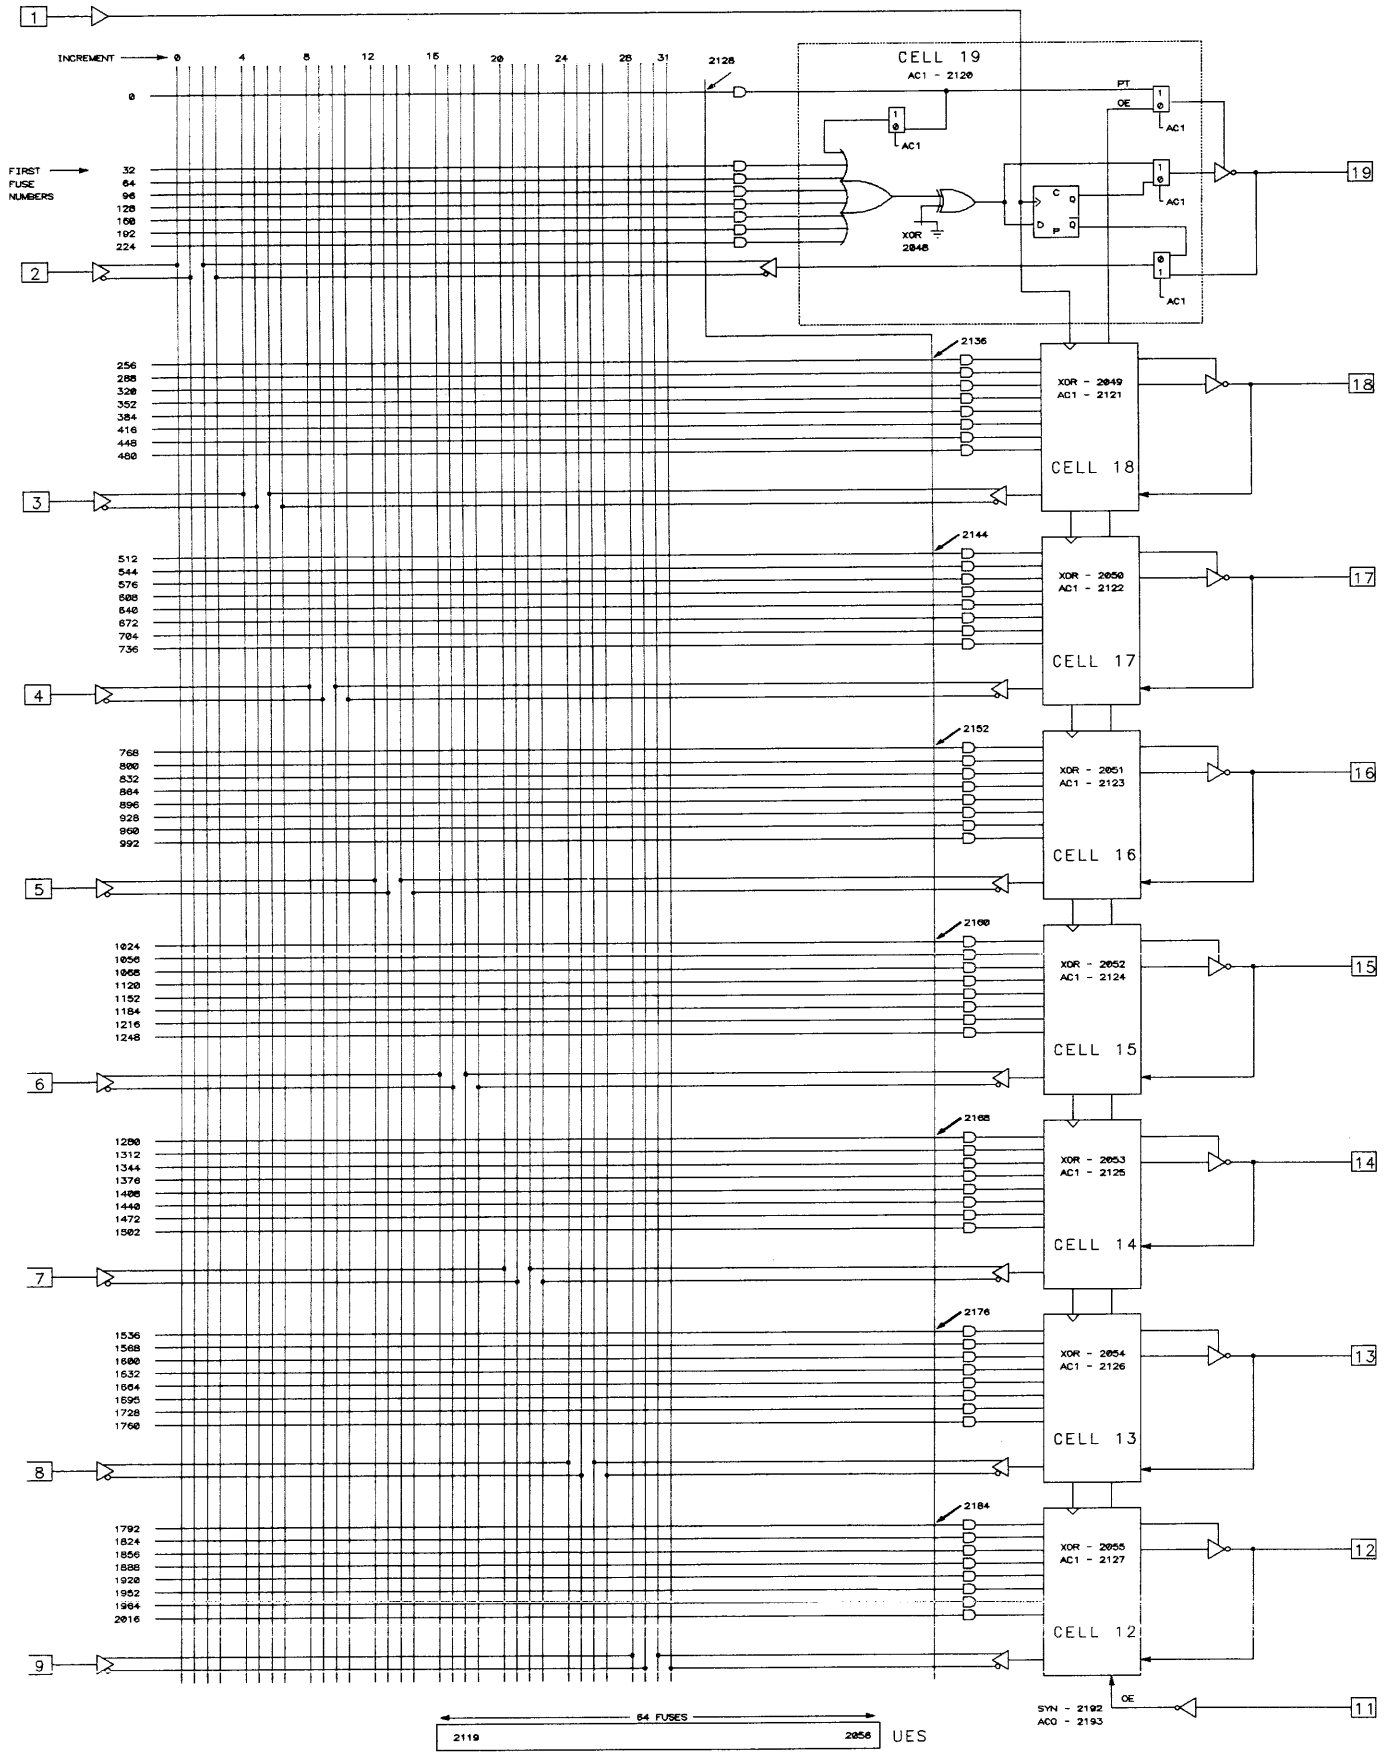 1
INCREMENT 0 4 8 12 16 20 24 28 31
2128
CELL 19
AC1 - 2120
0
PT
OE
1
0
AC1
1
0
AC1
FIRST
FUSE
NUMBERS
32
64
96
128
160
192
224
XOR
2048
C Q
D P Q
1
0
AC1
0
1
AC1
19
2
2136
256
288
320
352
384
416
448
480
XOR - 2049
AC1 - 2121
CELL 18
18
3
2144
512
544
576
608
640
672
704
736
XOR - 2050
AC1 - 2122
CELL 17
17
4
2152
768
800
832
864
896
928
960
992
XOR - 2051
AC1 - 2123
CELL 16
16
5
2160
1024
1056
1088
1120
1152
1184
1216
1248
XOR - 2052
AC1 - 2124
CELL 15
15
6
2168
1280
1312
1344
1376
1408
1440
1472
1502
XOR - 2053
AC1 - 2125
CELL 14
14
7
2176
1536
1568
1600
1632
1664
1695
1728
1760
XOR - 2054
AC1 - 2126
CELL 13
13
8
2184
1792
1824
1856
1888
1920
1952
1984
2016
XOR - 2055
AC1 - 2127
CELL 12
12
9
SYN - 2192
AC0 - 2193
OE
11
64 FUSES
2119 2056 UES